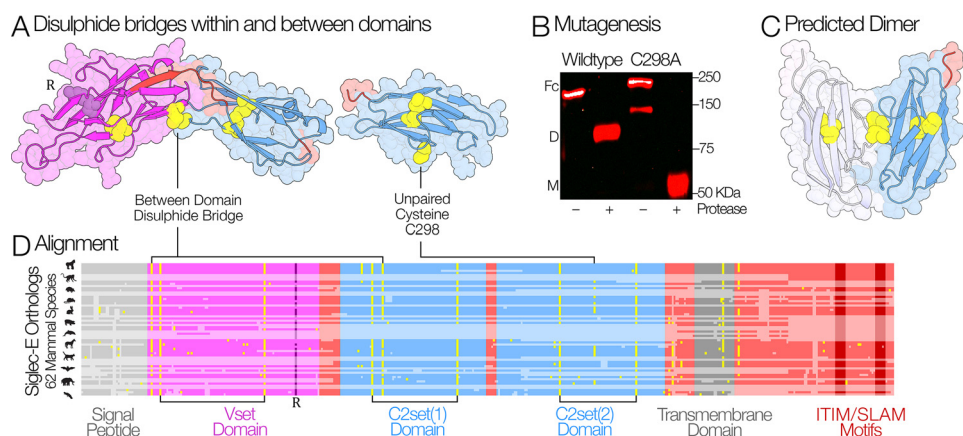 A Disulphide bridges within and between domains
R
Between Domain
Disulphide Bridge
Unpaired
Cysteine
C298
B Mutagenesis
Wildtype C298A
Fc
D
M
250
150
75
50 KDa
- + - + Protease
C Predicted Dimer
D Alignment
Siglec-E Orthologs
62 Mammal Species
R
Signal
Peptide
Vset
Domain
C2set(1)
Domain
C2set(2)
Domain
Transmembrane
Domain
ITIM/SLAM
Motifs